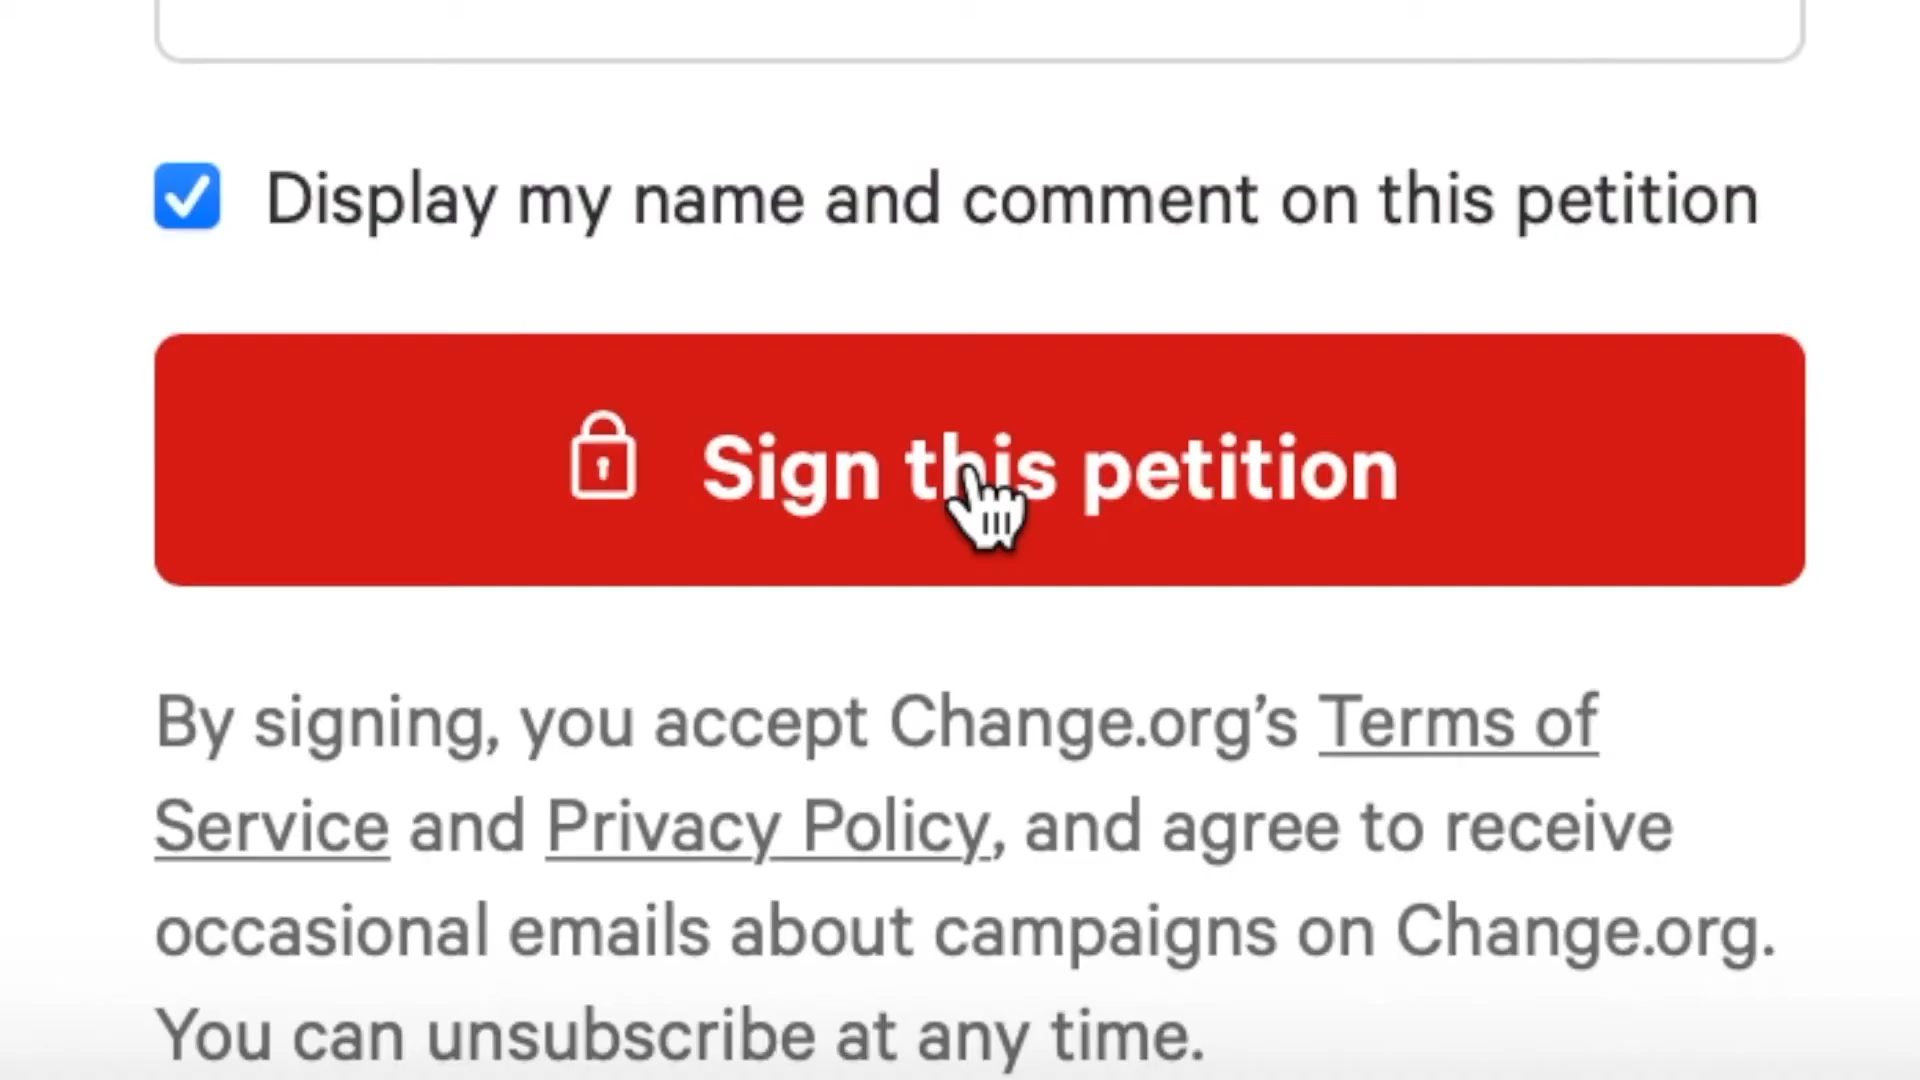 Display my name and comment on this petition
Sign this petition
By signing, you accept Change.org’s Terms of
Service and Privacy Policy, and agree to receive
occasional emails about campaigns on Change.org.
You can unsubscribe at any time.